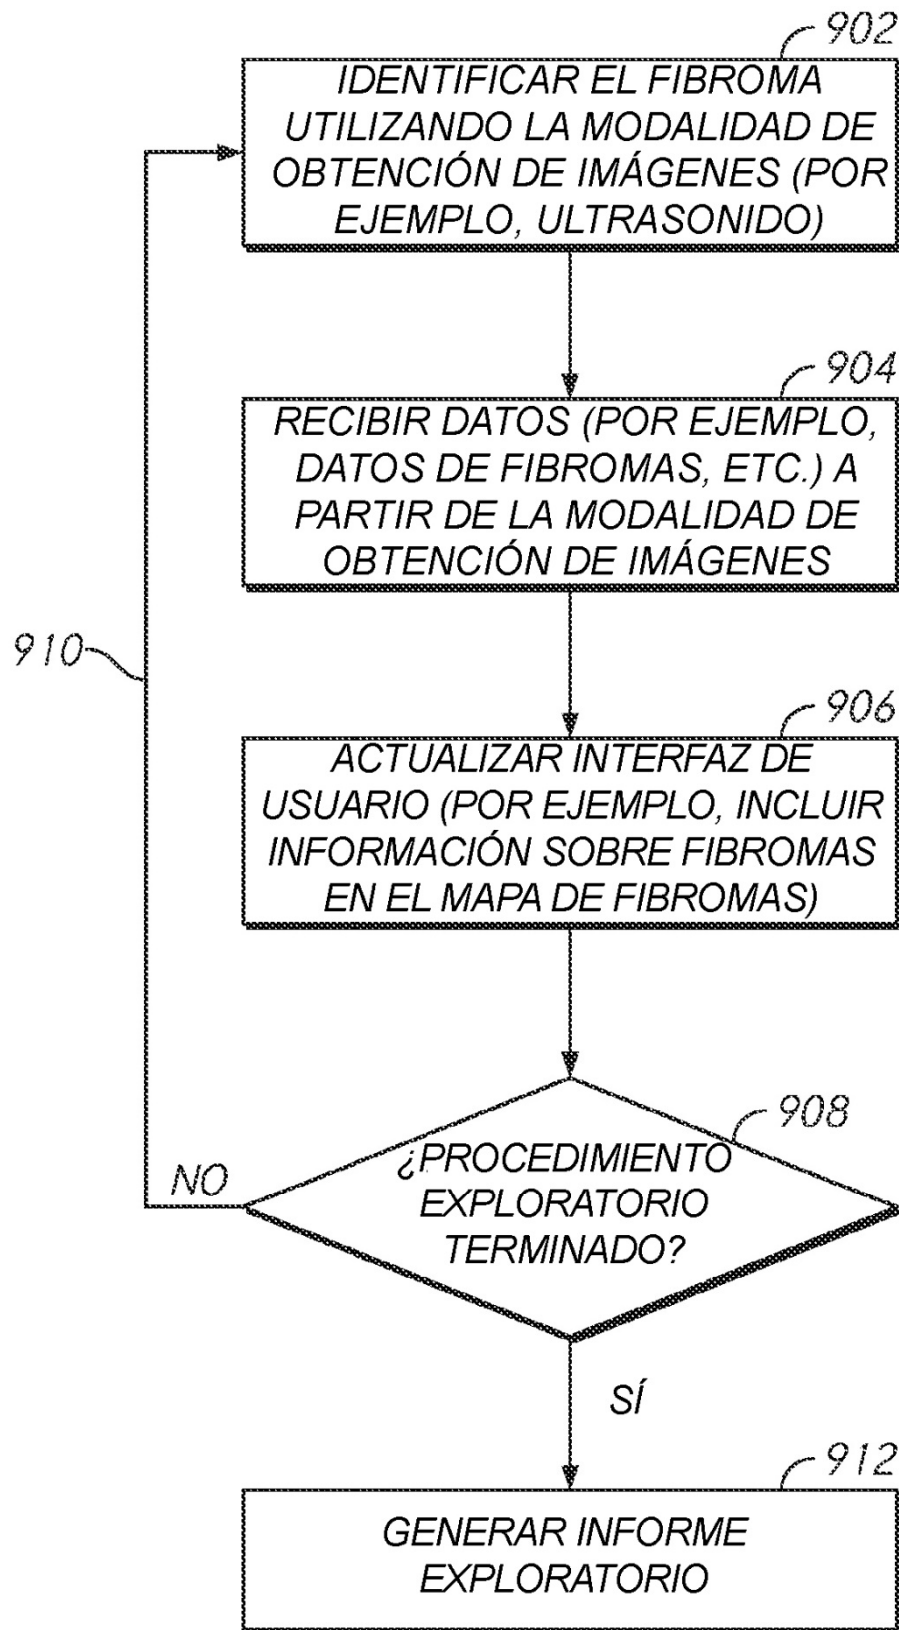 902
IDENTIFICAR EL FIBROMA
UTILIZANDO LA MODALIDAD DE
OBTENCIÓN DE IMÁGENES (POR
EJEMPLO, ULTRASONIDO)
904
RECIBIR DATOS (POR EJEMPLO,
DATOS DE FIBROMAS, ETC.) A
PARTIR DE LA MODALIDAD DE
OBTENCIÓN DE IMÁGENES
910
906
ACTUALIZAR INTERFAZ DE
USUARIO (POR EJEMPLO, INCLUIR
INFORMACIÓN SOBRE FIBROMAS
EN EL MAPA DE FIBROMAS)
908
NO
¿PROCEDIMIENTO
EXPLORATORIO
TERMINADO?
SÍ
912
GENERAR INFORME
EXPLORATORIO